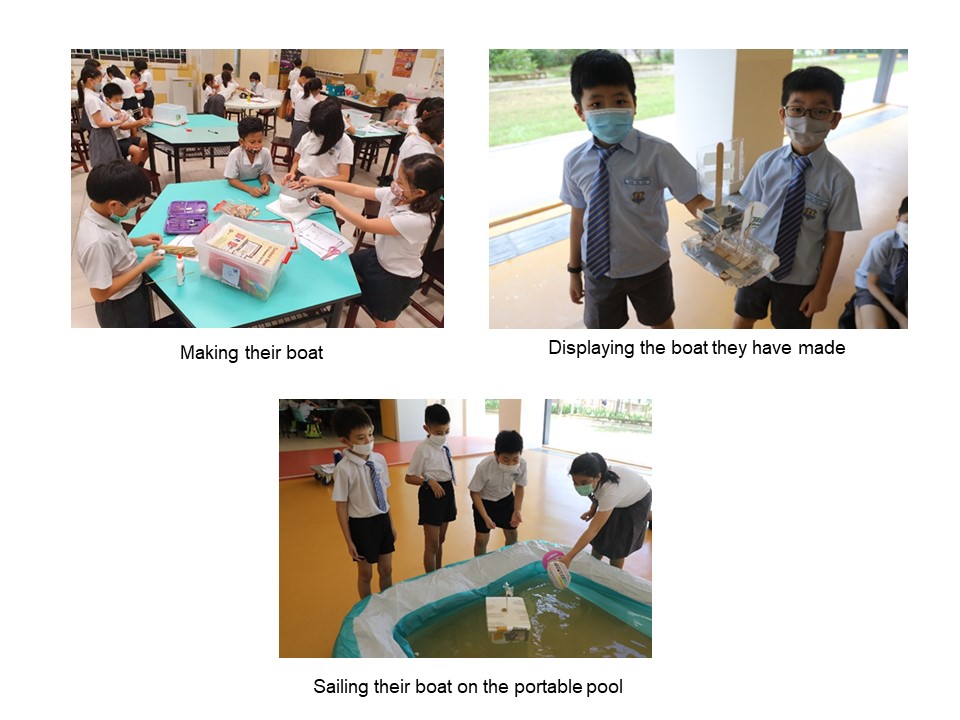 Making their boat
Displaying the boat they have made
Sailing their boat on the portable pool